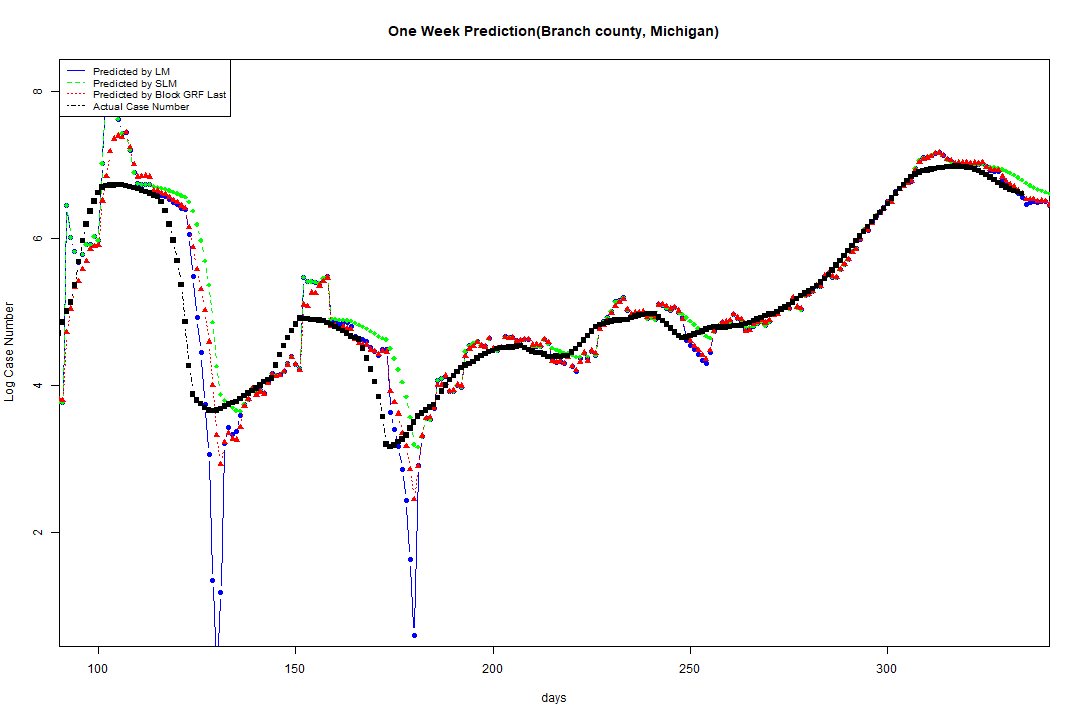 One Week Prediction(Branch county, Michigan)
Predicted by LM
Predicted by SLM
Predicted by Block GRF Last
Actual Case Number
Log Case Number
8
6
4
2
100
150
200
250
300
days